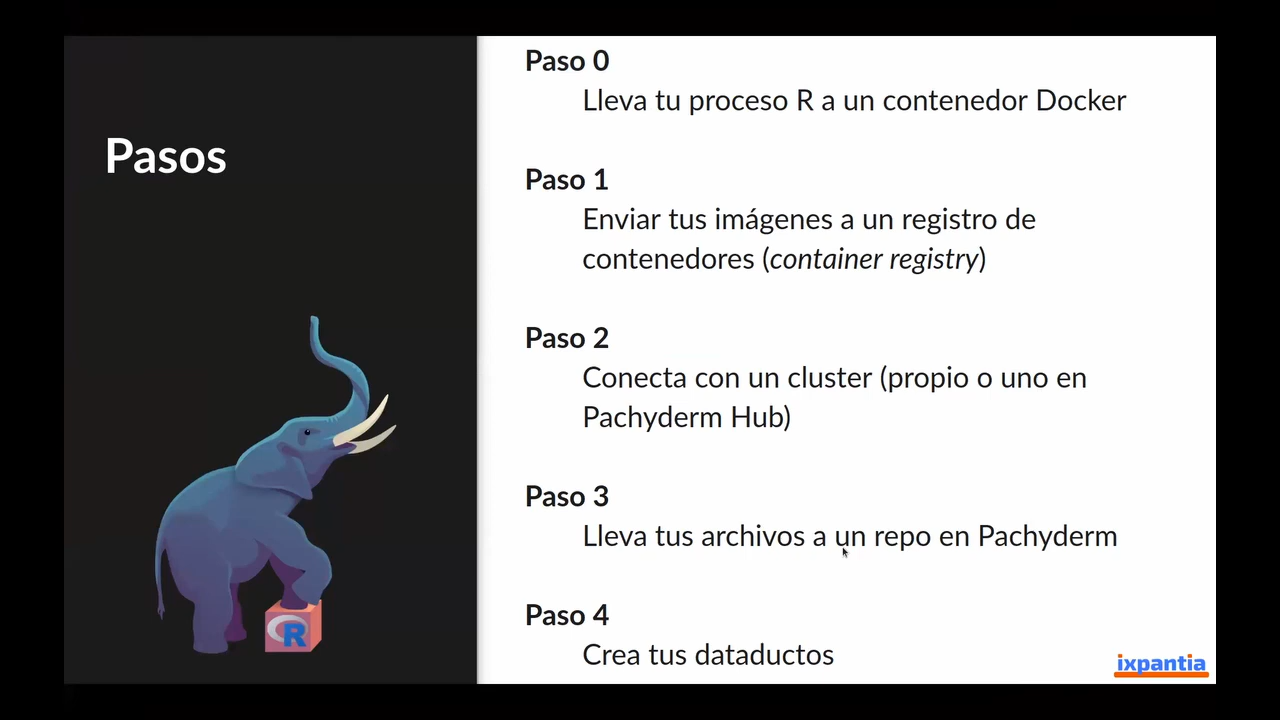 Pasos
Paso 0
Lleva tu proceso R a un contenedor Docker
Paso 1
Enviar tus imágenes a un registro de
contenedores (container registry)
Paso 2
Conecta con un cluster (propio o uno en
Pachyderm Hub)
Paso 3
Lleva tus archivos a un repo en Pachyderm
Paso 4
Crea tus dataductos
R
ixpantia